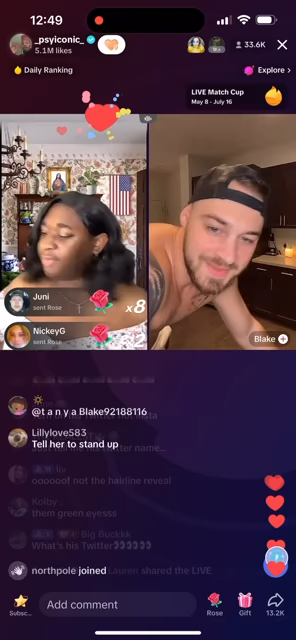 12:49
_psyiconic_
5.1M likes
33.6K
Daily Ranking
Explore >
LIVE Match Cup
May 8 - July 16
Juni
sent Rose
x8
NickeyG
sent Rose
Blake
@t a n y a Blake92188116
Lillylove583
Tell her to stand up
liv
oooooof not the hairline reveal
Kolby
them green eyesss
Big Buckkk
What's his Twitter
northpole joined
Lauren shared the LIVE
Subsc...
Add comment
Rose
Gift
13.2K